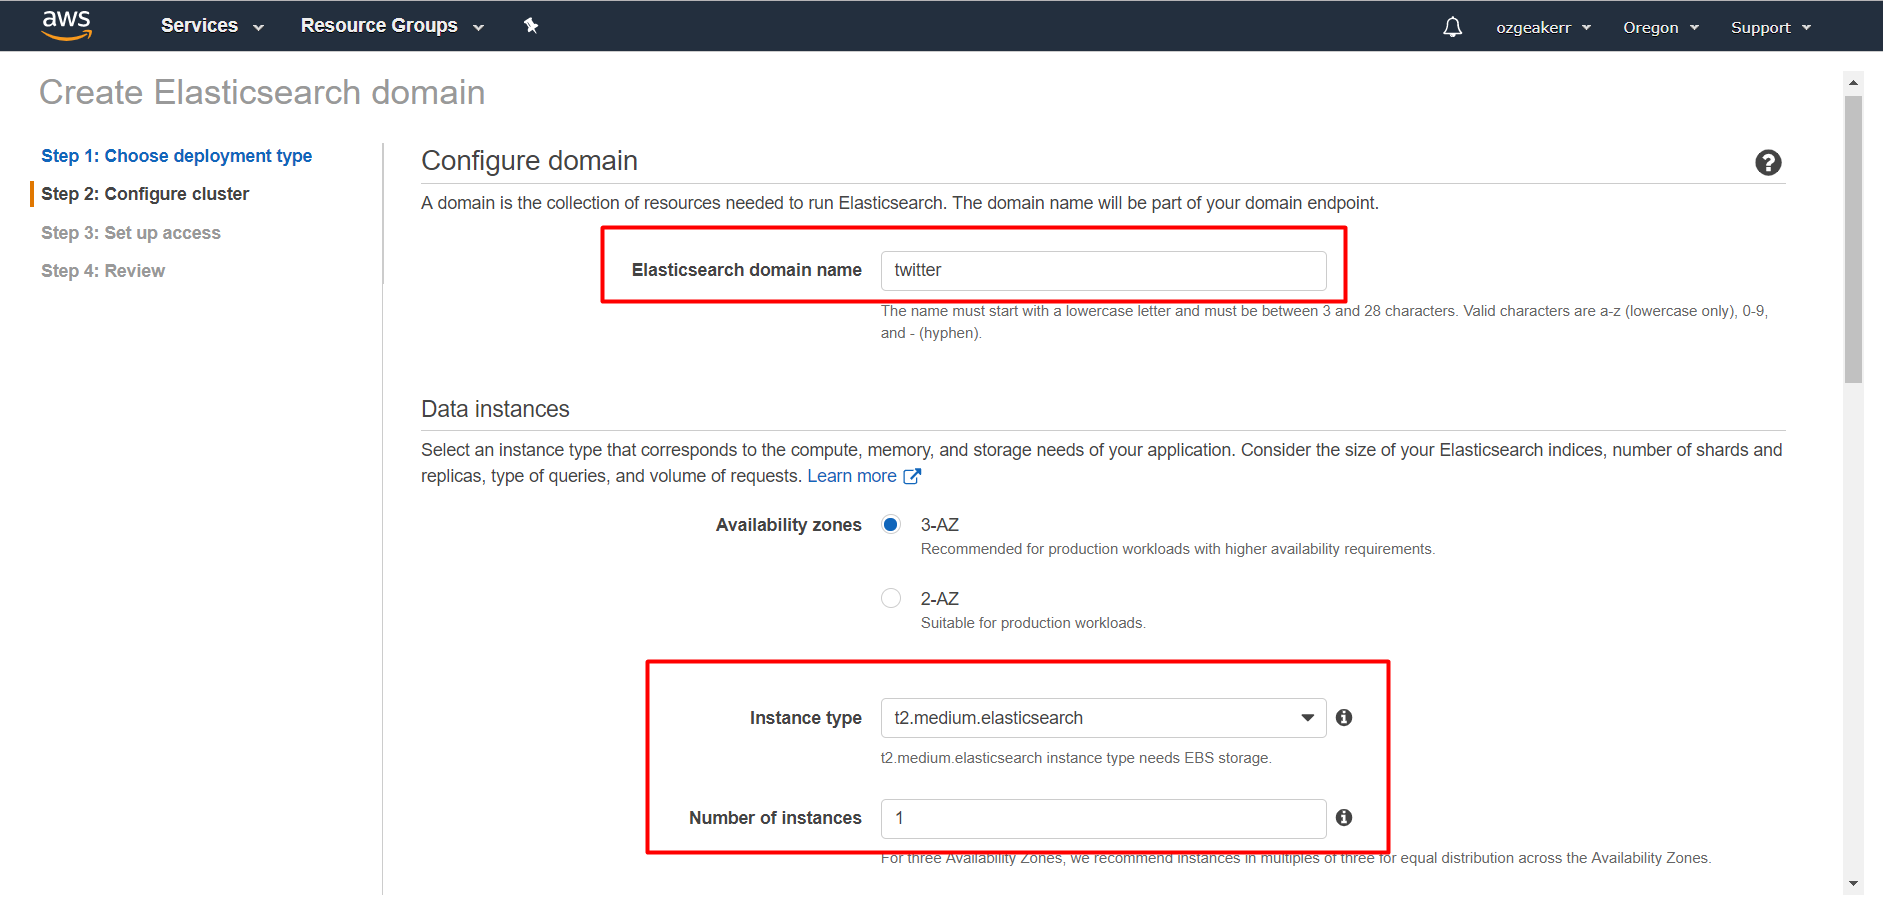 aws Services Resource Groups ozgeakerr Oregon Support
Create Elasticsearch domain
Step 1: Choose deployment type
Step 2: Configure cluster
Step 3: Set up access
Step 4: Review
Configure domain
A domain is the collection of resources needed to run Elasticsearch. The domain name will be part of your domain endpoint.
Elasticsearch domain name twitter
The name must start with a lowercase letter and must be between 3 and 28 characters. Valid characters are a-z (lowercase only), 0-9,
and - (hyphen).
Data instances
Select an instance type that corresponds to the compute, memory, and storage needs of your application. Consider the size of your Elasticsearch indices, number of shards and
replicas, type of queries, and volume of requests. Learn more
Availability zones 3-AZ
Recommended for production workloads with higher availability requirements.
2-AZ
Suitable for production workloads.
Instance type t2.medium.elasticsearch
t2.medium.elasticsearch instance type needs EBS storage.
Number of instances 1
For three Availability Zones, we recommend instances in multiples of three for equal distribution across the Availability Zones.